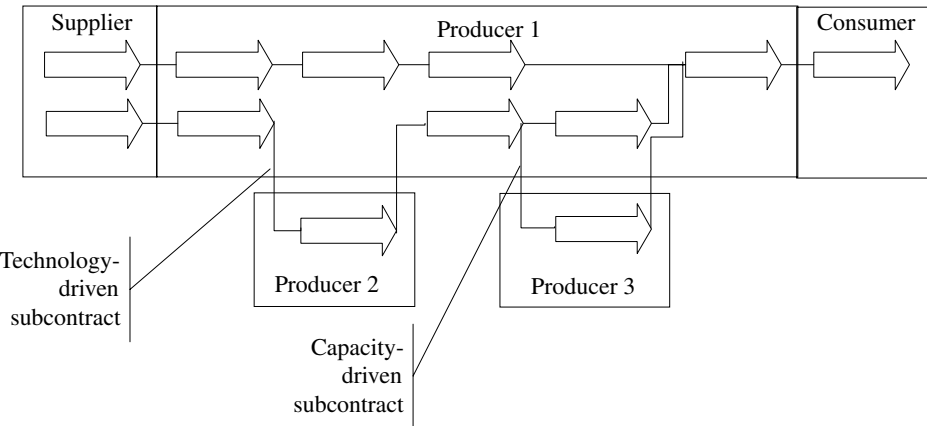 Supplier
Producer 1
Consumer
Technology-
driven
subcontract
Producer 2
Producer 3
Capacity-
driven
subcontract